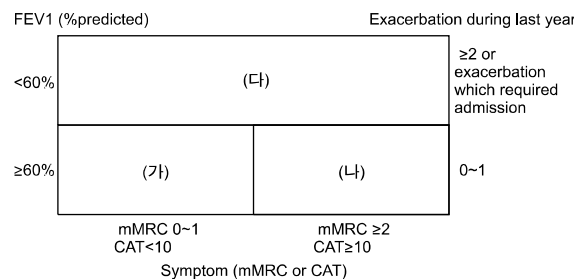 FEV1 (%predicted)
Exacerbation during last year
<60%
(다)
≥2 or
exacerbation
which required
admission
≥60%
(가)
(나)
0~1
mMRC 0~1
CAT<10
mMRC ≥2
CAT≥10
Symptom (mMRC or CAT)